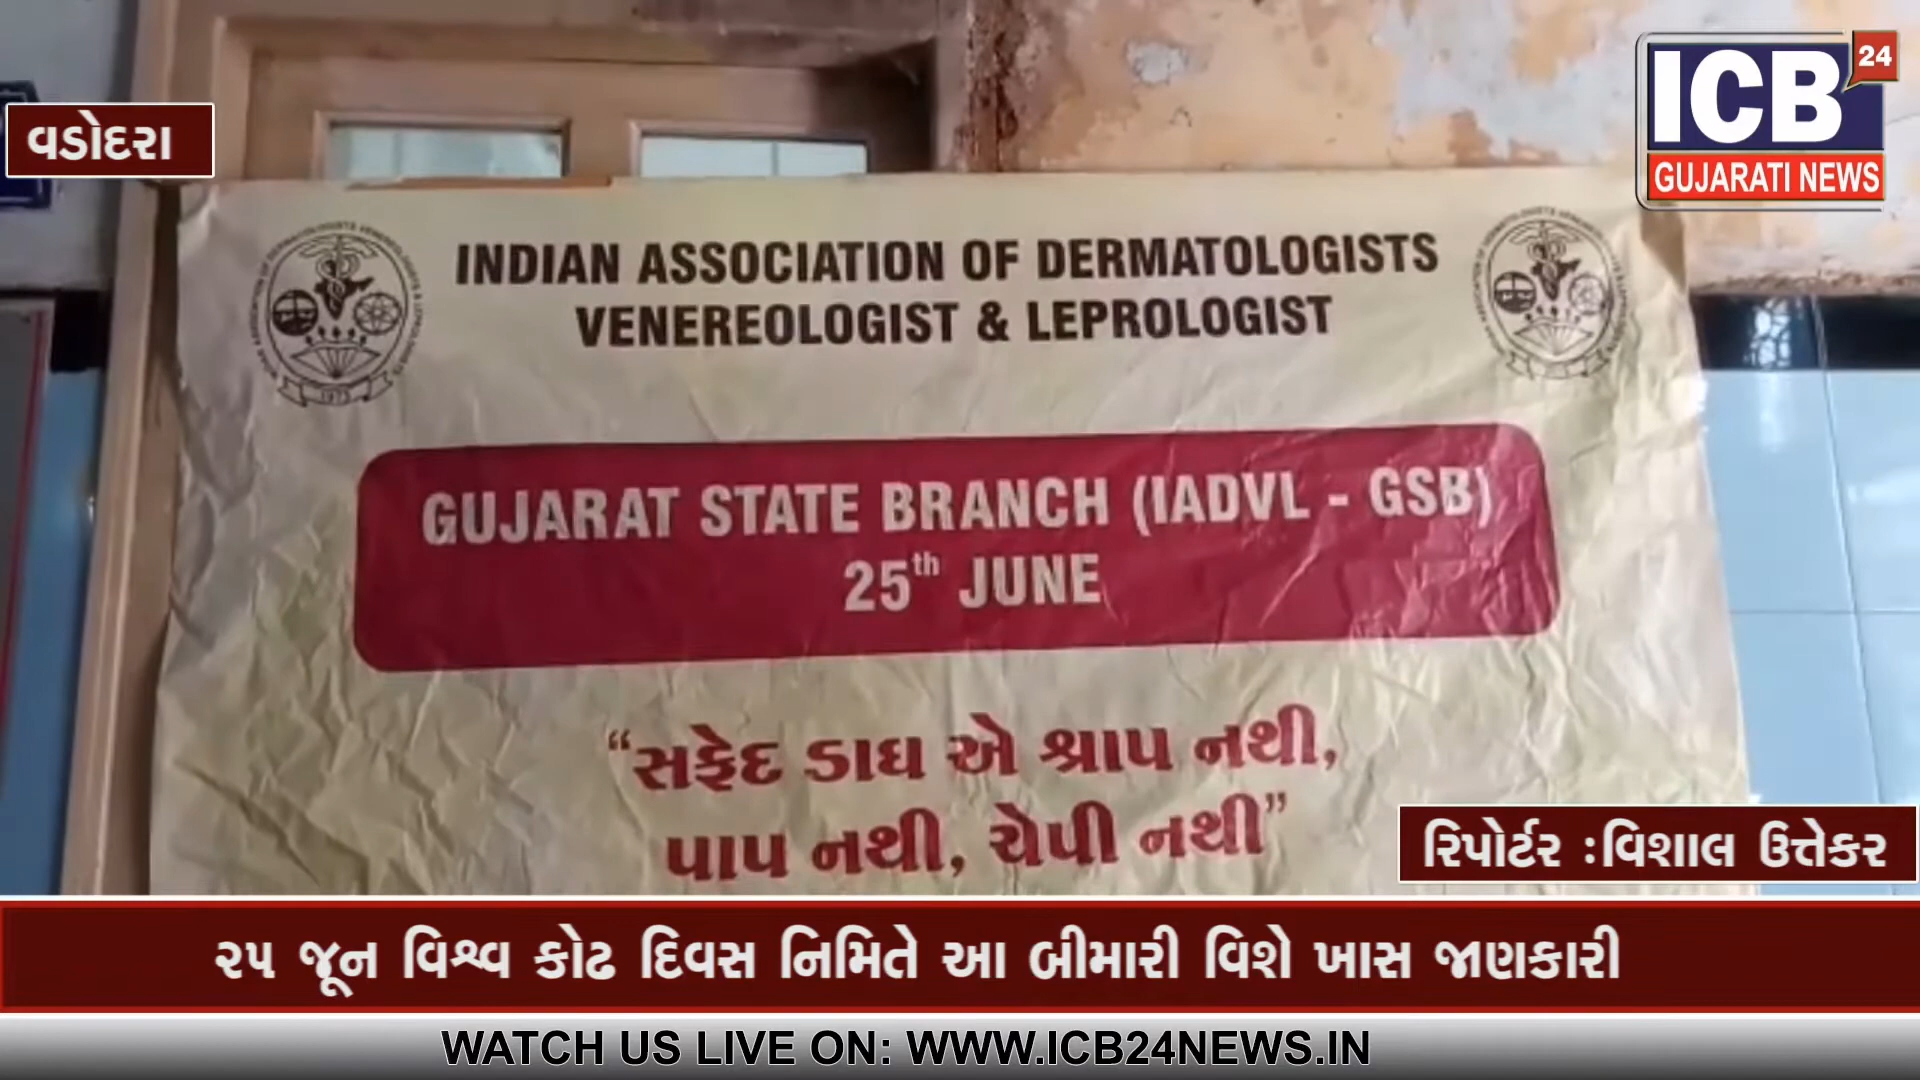 24
ICB
GUJARATI NEWS
વડોદરા
INDIAN ASSOCIATION OF DERMATOLOGISTS
VENEREOLOGIST & LEPROLOGIST
1973
GUJARAT STATE BRANCH (IADVL - GSB)
25th JUNE
“સફેદ ડાઘ એ શ્રાપ નથી,
પાપ નથી, ચેપી નથી”
રિપોર્ટર :વિશાલ ઉત્તેકર
૨૫ જૂન વિશ્વ કોઢ દિવસ નિમિતે આ બીમારી વિશે ખાસ જાણકારી
WATCH US LIVE ON: WWW.ICB24NEWS.IN